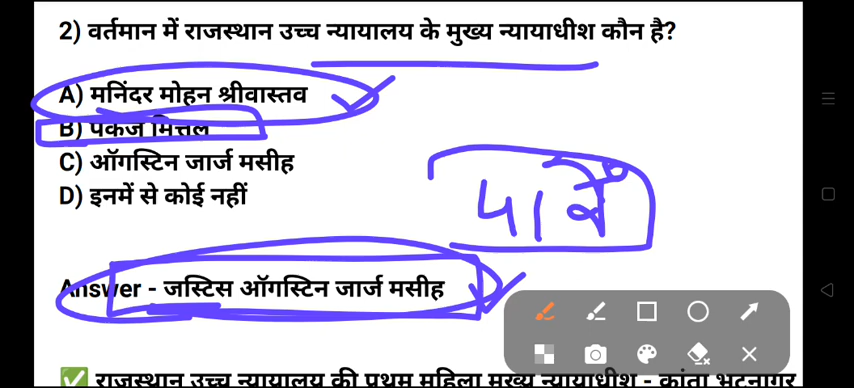 2) वर्तमान में राजस्थान उच्च न्यायालय के मुख्य न्यायाधीश कौन है?
A) मनिंदर मोहन श्रीवास्तव
B) पंकज मित्तल
C) ऑगस्टिन जार्ज मसीह
D) इनमें से कोई नहीं
Answer - जस्टिस ऑगस्टिन जार्ज मसीह
✅ राजस्थान उच्च न्यायालय की प्रथम महिला मुख्य न्यायाधीश - कांता भटनागर